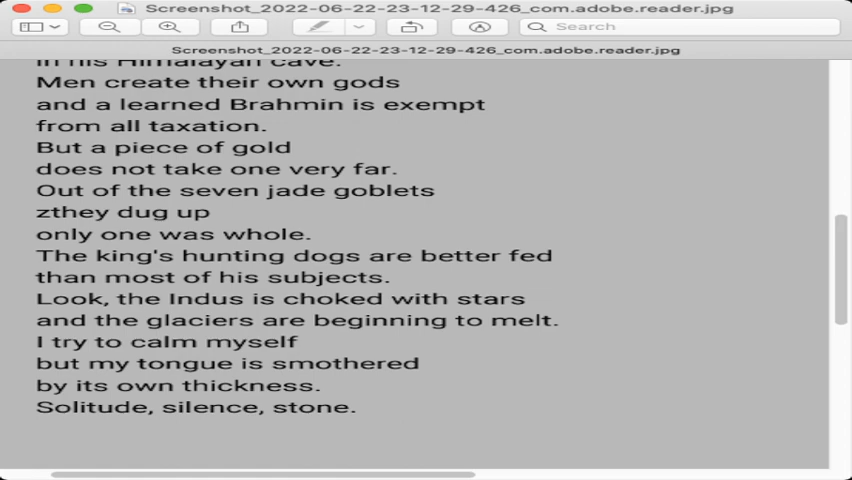 Screenshot_2022-06-22-23-12-29-426_com.adobe.reader.jpg
Search
Screenshot_2022-06-22-23-12-29-426_com.adobe.reader.jpg
in his Himalayan cave.
Men create their own gods
and a learned Brahmin is exempt
from all taxation.
But a piece of gold
does not take one very far.
Out of the seven jade goblets
zthey dug up
only one was whole.
The king's hunting dogs are better fed
than most of his subjects.
Look, the Indus is choked with stars
and the glaciers are beginning to melt.
I try to calm myself
but my tongue is smothered
by its own thickness.
Solitude, silence, stone.